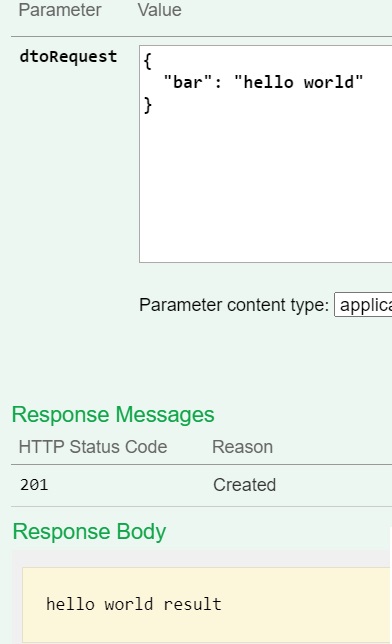 Parameter Value
dtoRequest {
"bar": "hello world"
}
Parameter content type:
Response Messages
HTTP Status Code Reason
201 Created
Response Body
hello world result